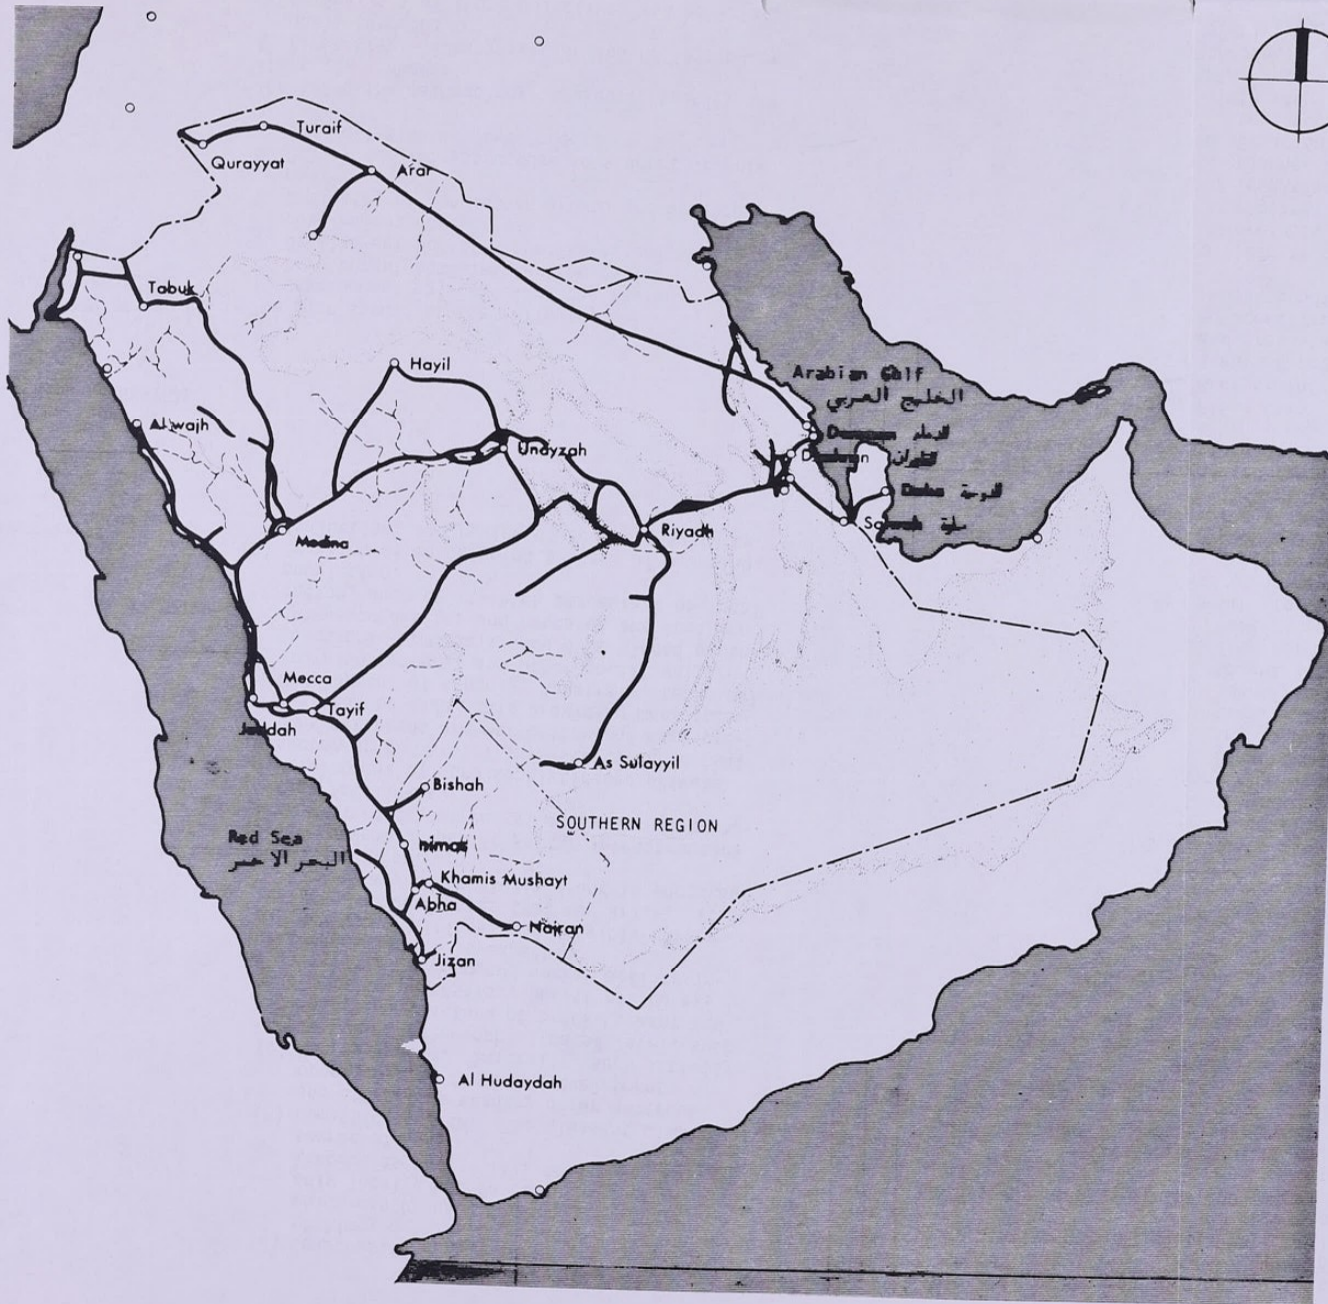 Turaif
Qurayyat
Arar
Tabuk
Hayil
Arabian Gulf
الخليج العربي
Al wajh
Dammam الدمام
Unayzah
Dhahran الظهران
Doha الدوحة
Medina
Riyadh
سلوة
Mecca
Tayif
Jeddah
As Sulayyil
Bishah
SOUTHERN REGION
Red Sea
البحر الاحمر
Khamis Mushayt
Abha
Najran
Jizan
Al Hudaydah